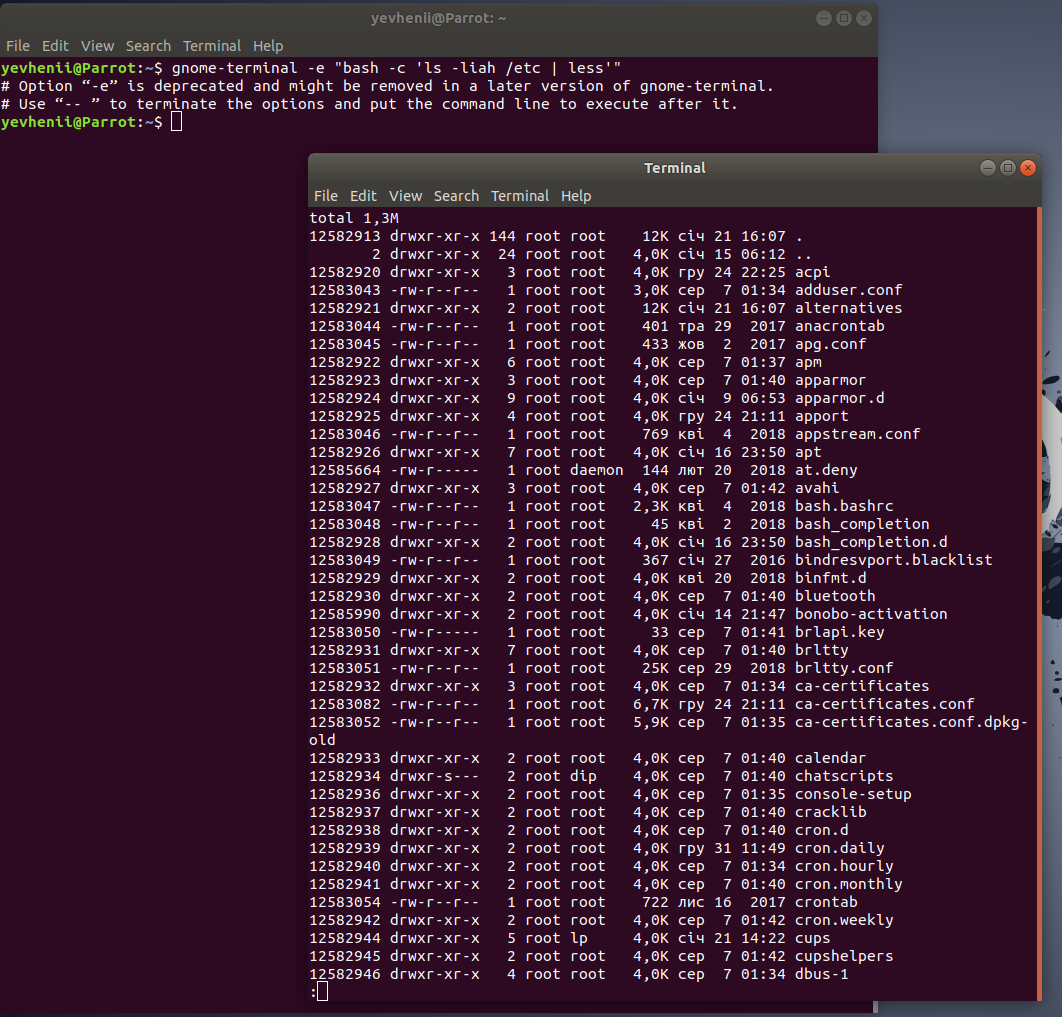 yevhenii@Parrot: ~
File Edit View Search Terminal Help
yevhenii@Parrot:~$ gnome-terminal -e "bash -c 'ls -liah /etc | less'"
# Option “-e” is deprecated and might be removed in a later version of gnome-terminal.
# Use “-- ” to terminate the options and put the command line to execute after it.
yevhenii@Parrot:~$
Terminal
File Edit View Search Terminal Help
total 1,3M
12582913 drwxr-xr-x 144 root root    12K січ 21 16:07 .
       2 drwxr-xr-x  24 root root   4,0K січ 15 06:12 ..
12582920 drwxr-xr-x   3 root root   4,0K гру 24 22:25 acpi
12583043 -rw-r--r--   1 root root   3,0K сер  7 01:34 adduser.conf
12582921 drwxr-xr-x   2 root root    12K січ 21 16:07 alternatives
12583044 -rw-r--r--   1 root root    401 тра 29  2017 anacrontab
12583045 -rw-r--r--   1 root root    433 жов  2  2017 apg.conf
12582922 drwxr-xr-x   6 root root   4,0K сер  7 01:37 apm
12582923 drwxr-xr-x   3 root root   4,0K сер  7 01:40 apparmor
12582924 drwxr-xr-x   9 root root   4,0K січ  9 06:53 apparmor.d
12582925 drwxr-xr-x   4 root root   4,0K гру 24 21:11 apport
12583046 -rw-r--r--   1 root root    769 кві  4  2018 appstream.conf
12582926 drwxr-xr-x   7 root root   4,0K січ 16 23:50 apt
12585664 -rw-r-----   1 root daemon  144 лют 20  2018 at.deny
12582927 drwxr-xr-x   3 root root   4,0K сер  7 01:42 avahi
12583047 -rw-r--r--   1 root root   2,3K кві  4  2018 bash.bashrc
12583048 -rw-r--r--   1 root root     45 кві  2  2018 bash_completion
12582928 drwxr-xr-x   2 root root   4,0K січ 16 23:50 bash_completion.d
12583049 -rw-r--r--   1 root root    367 січ 27  2016 bindresvport.blacklist
12582929 drwxr-xr-x   2 root root   4,0K кві 20  2018 binfmt.d
12582930 drwxr-xr-x   2 root root   4,0K сер  7 01:40 bluetooth
12585990 drwxr-xr-x   2 root root   4,0K січ 14 21:47 bonobo-activation
12583050 -rw-r-----   1 root root     33 сер  7 01:41 brlapi.key
12582931 drwxr-xr-x   7 root root   4,0K сер  7 01:40 brltty
12583051 -rw-r--r--   1 root root    25K сер 29  2018 brltty.conf
12582932 drwxr-xr-x   3 root root   4,0K сер  7 01:34 ca-certificates
12583082 -rw-r--r--   1 root root   6,7K гру 24 21:11 ca-certificates.conf
12583052 -rw-r--r--   1 root root   5,9K сер  7 01:35 ca-certificates.conf.dpkg-
old
12582933 drwxr-xr-x   2 root root   4,0K сер  7 01:40 calendar
12582934 drwxr-s---   2 root dip    4,0K сер  7 01:40 chatscripts
12582936 drwxr-xr-x   2 root root   4,0K сер  7 01:35 console-setup
12582937 drwxr-xr-x   2 root root   4,0K сер  7 01:40 cracklib
12582938 drwxr-xr-x   2 root root   4,0K сер  7 01:40 cron.d
12582939 drwxr-xr-x   2 root root   4,0K гру 31 11:49 cron.daily
12582940 drwxr-xr-x   2 root root   4,0K сер  7 01:34 cron.hourly
12582941 drwxr-xr-x   2 root root   4,0K сер  7 01:40 cron.monthly
12583054 -rw-r--r--   1 root root    722 лис 16  2017 crontab
12582942 drwxr-xr-x   2 root root   4,0K сер  7 01:42 cron.weekly
12582944 drwxr-xr-x   5 root lp     4,0K січ 21 14:22 cups
12582945 drwxr-xr-x   2 root root   4,0K сер  7 01:42 cupshelpers
12582946 drwxr-xr-x   4 root root   4,0K сер  7 01:34 dbus-1
: